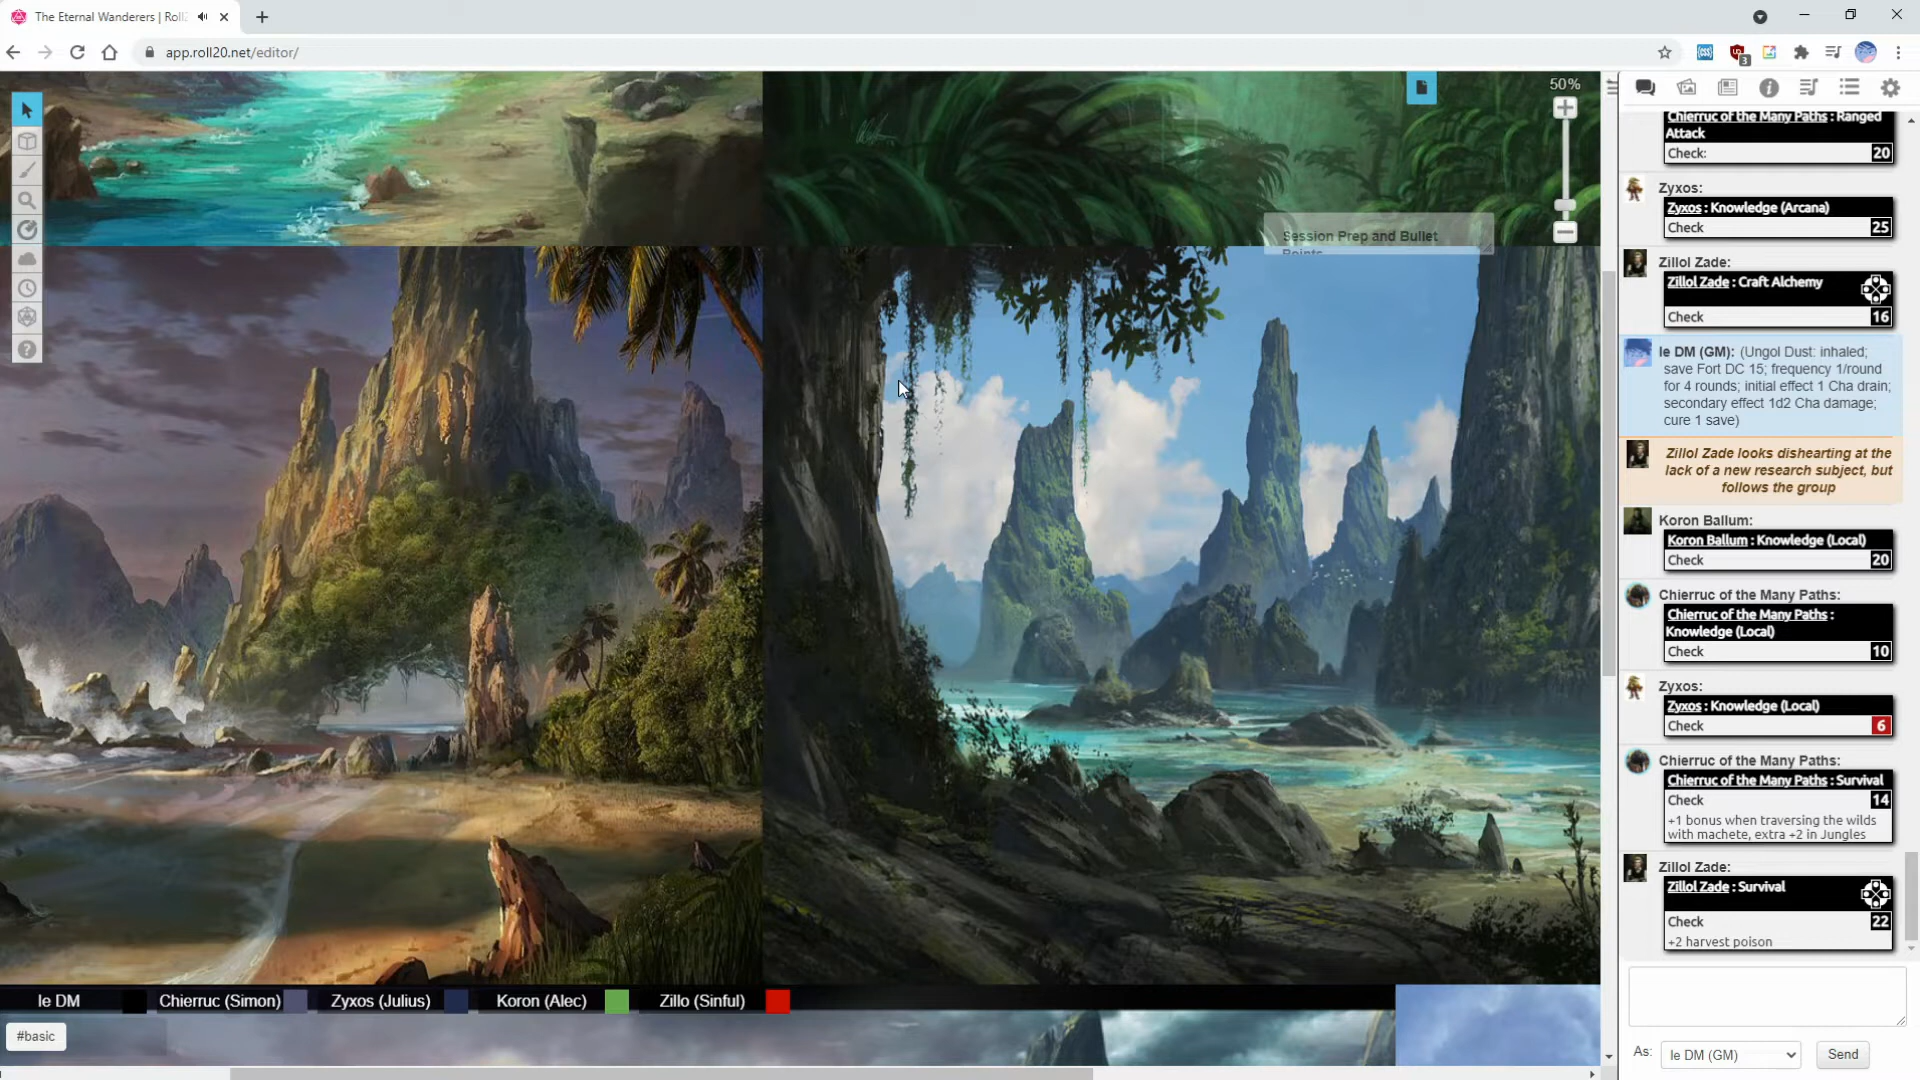 The Eternal Wanderers | Roll
app.roll20.net/editor/
3
50%
Session Prep and Bullet
Points
Chierruc of the Many Paths : Ranged
Attack
Check:
20
Zyxos:
Zyxos : Knowledge (Arcana)
Check
25
Zillol Zade:
Zillol Zade : Craft Alchemy
Check
16
le DM (GM): (Ungol Dust: inhaled;
save Fort DC 15; frequency 1/round
for 4 rounds; initial effect 1 Cha drain;
secondary effect 1d2 Cha damage;
cure 1 save)
Zillol Zade looks dishearting at the
lack of a new research subject, but
follows the group
Koron Ballum:
Koron Ballum : Knowledge (Local)
Check
20
Chierruc of the Many Paths:
Chierruc of the Many Paths :
Knowledge (Local)
Check
10
Zyxos:
Zyxos : Knowledge (Local)
Check
6
Chierruc of the Many Paths:
Chierruc of the Many Paths : Survival
Check
14
+1 bonus when traversing the wilds
with machete, extra +2 in Jungles
Zillol Zade:
Zillol Zade : Survival
Check
22
+2 harvest poison
le DM
Chierruc (Simon)
Zyxos (Julius)
Koron (Alec)
Zillo (Sinful)
#basic
As:
le DM (GM)
Send